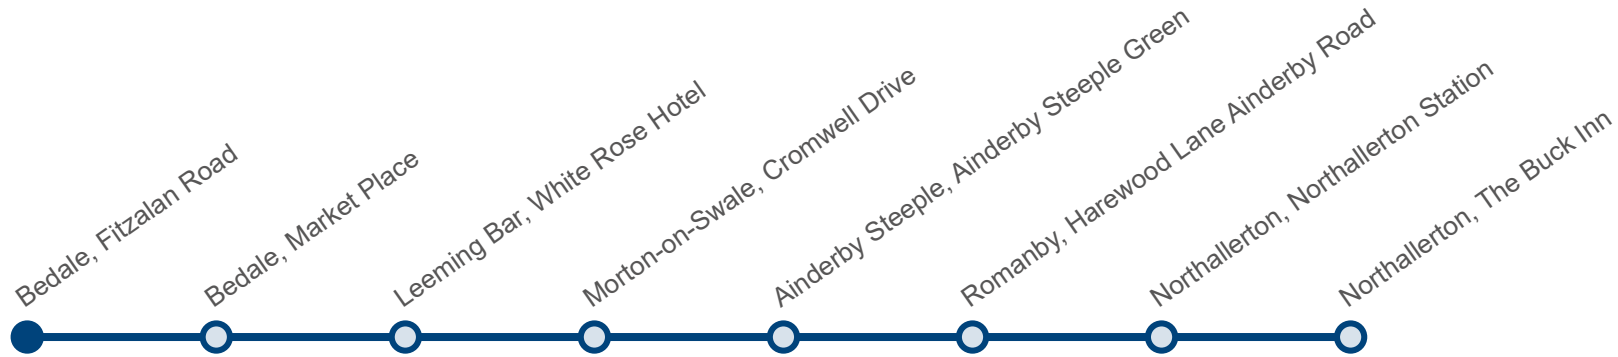 Bedale, Fitzalan Road
Bedale, Market Place
Leeming Bar, White Rose Hotel
Morton-on-Swale, Cromwell Drive
Ainderby Steeple, Ainderby Steeple Green
Romanby, Harewood Lane Ainderby Road
Northallerton, Northallerton Station
Northallerton, The Buck Inn